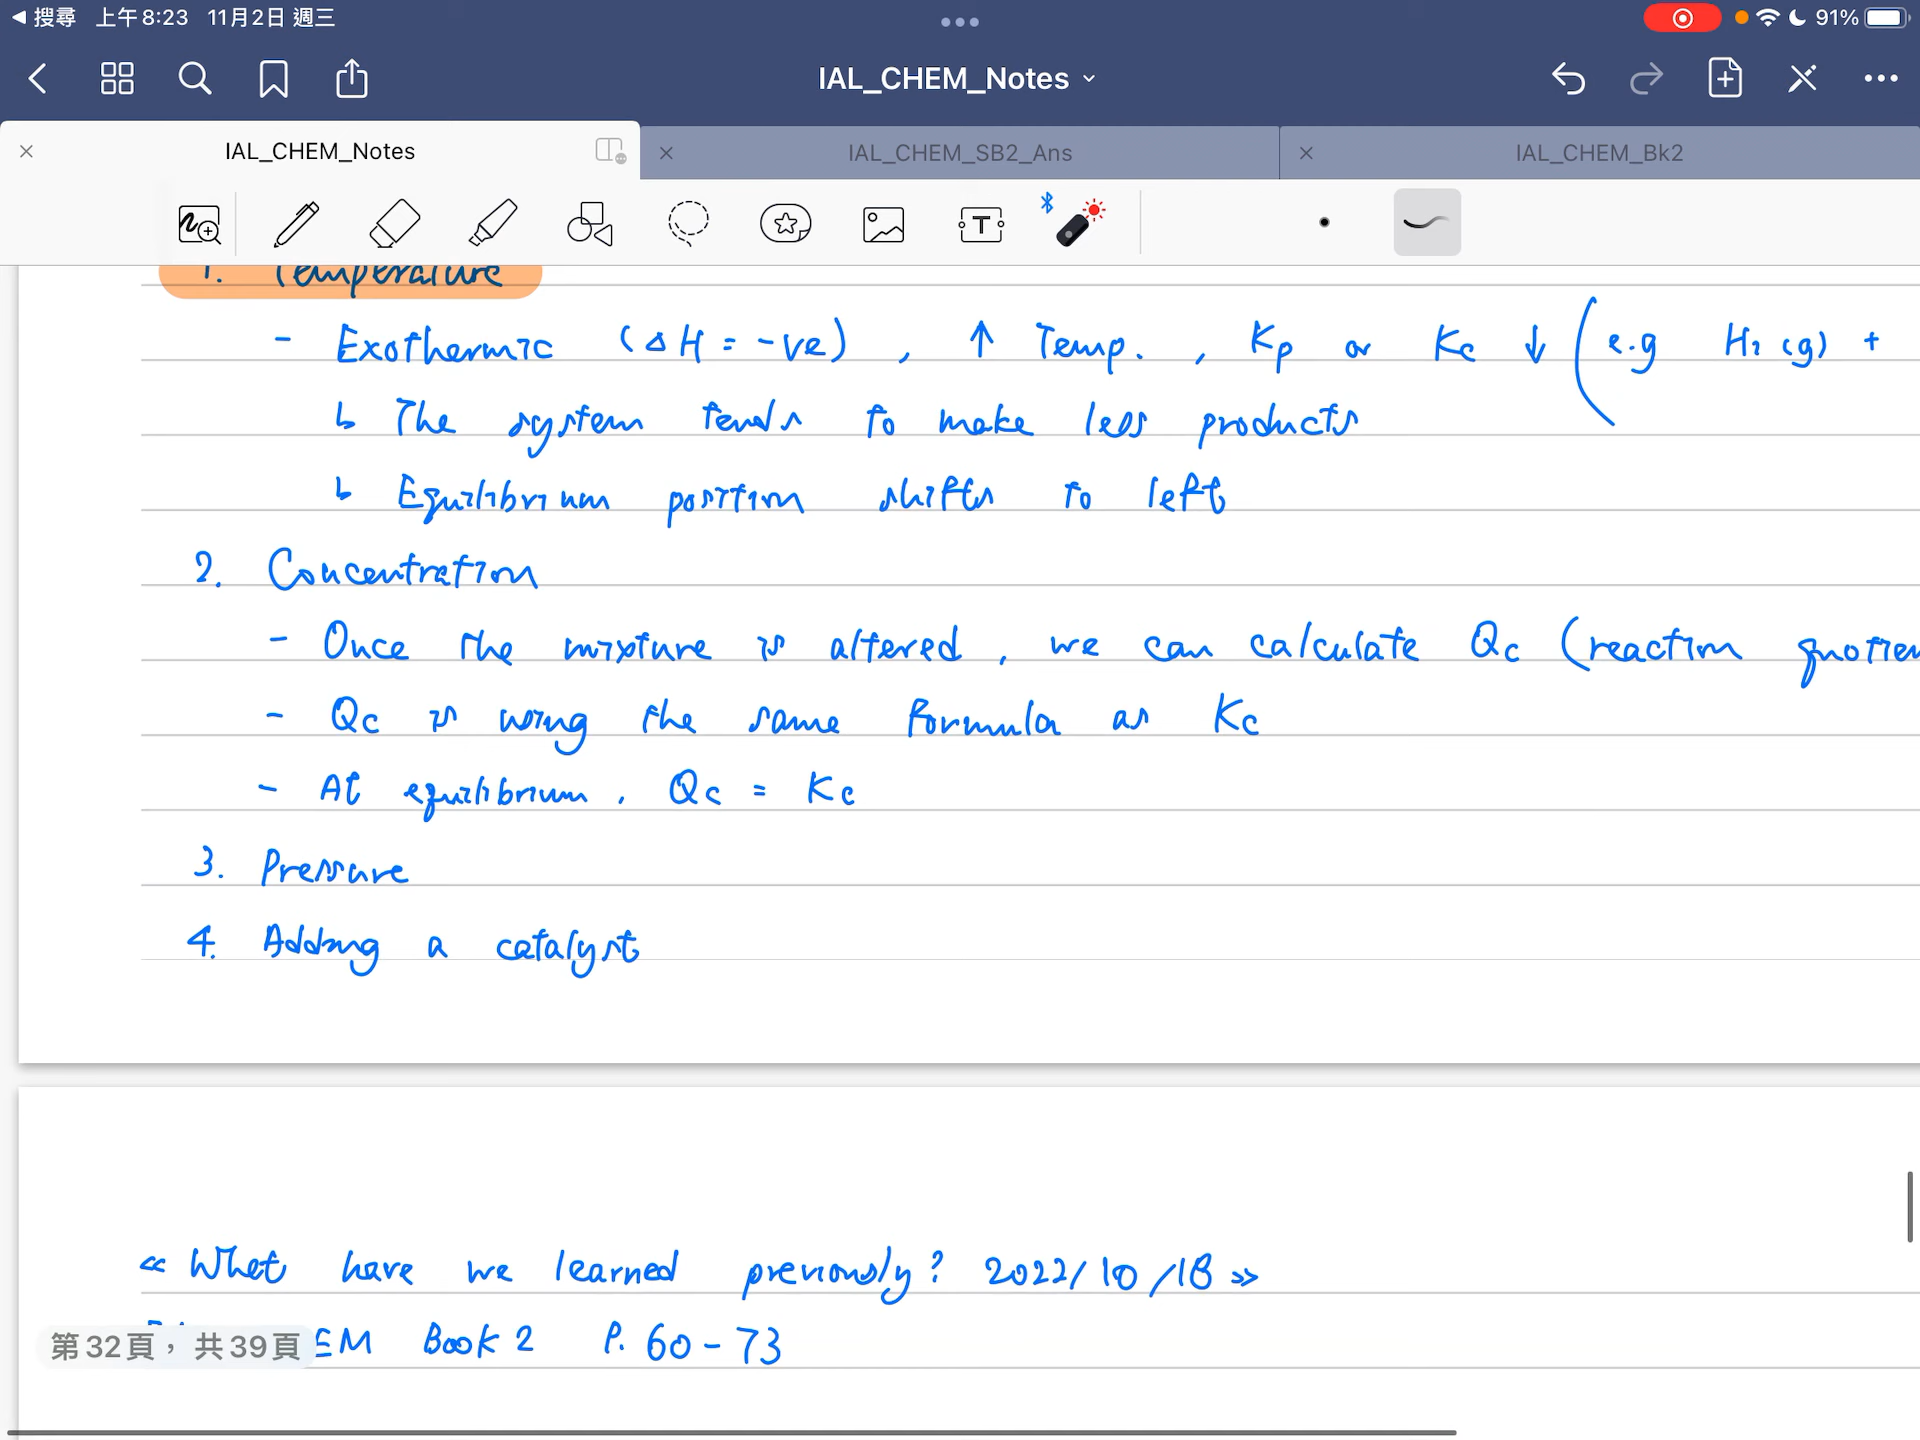 搜尋 上午8:23 11月2日 週三 91%
IAL_CHEM_Notes
IAL_CHEM_Notes IAL_CHEM_SB2_Ans IAL_CHEM_Bk2
1. Temperature
- Exothermic (ΔH = -ve), ↑ Temp., Kp or Kc ↓ (e.g H2 (g) +
↳ The system tends to make less products
↳ Equilibrium position shifts to left
2. Concentration
- Once the mixture is altered, we can calculate Qc (reaction quotien
- Qc is using the same formula as Kc
- At equilibrium, Qc = Kc
3. Pressure
4. Adding a catalyst
<< What have we learned previously? 2022/10/18 >>
EM Book 2 P. 60-73
第32頁，共39頁